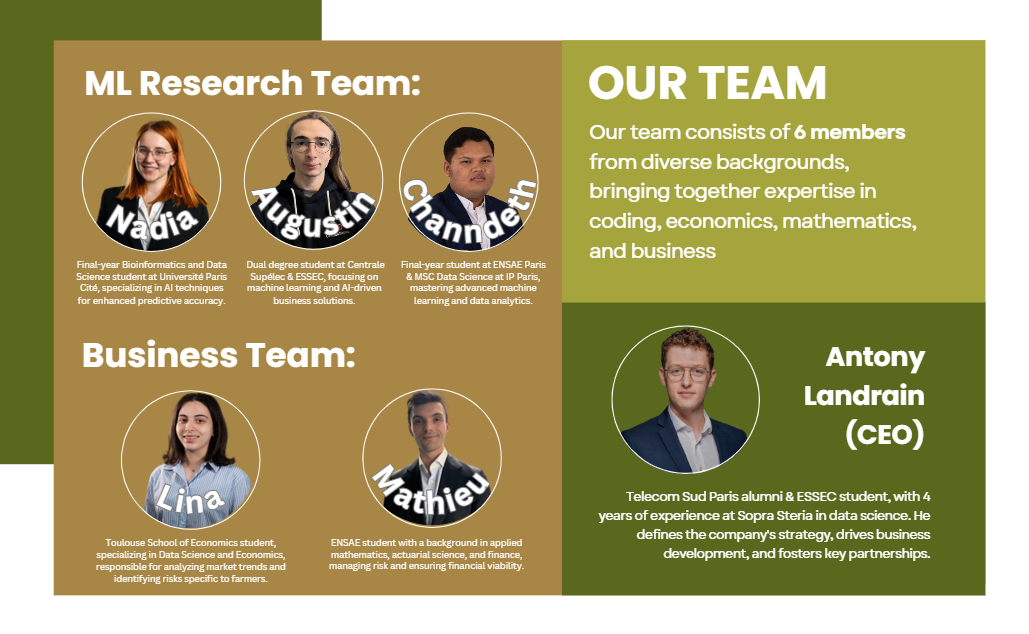 ML Research Team:
Nadia
Final-year Bioinformatics and Data
Science student at Université Paris
Cité, specializing in AI techniques
for enhanced predictive accuracy.
Augustin
Dual degree student at Centrale
Supélec & ESSEC, focusing on
machine learning and AI-driven
business solutions.
Channdeth
Final-year student at ENSAE Paris
& MSC Data Science at IP Paris,
mastering advanced machine
learning and data analytics.
Business Team:
Lina
Toulouse School of Economics student,
specializing in Data Science and Economics,
responsible for analyzing market trends and
identifying risks specific to farmers.
Mathieu
ENSAE student with a background in applied
mathematics, actuarial science, and finance,
managing risk and ensuring financial viability.
OUR TEAM
Our team consists of 6 members
from diverse backgrounds,
bringing together expertise in
coding, economics, mathematics,
and business
Antony
Landrain
(CEO)
Telecom Sud Paris alumni & ESSEC student, with 4
years of experience at Sopra Steria in data science. He
defines the company's strategy, drives business
development, and fosters key partnerships.